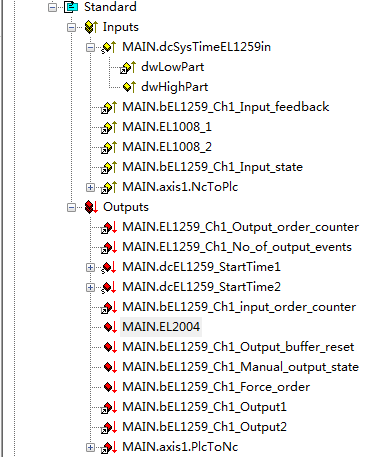 Standard
Inputs
MAIN.dcSysTimeEL1259in
dwLowPart
dwHighPart
MAIN.bEL1259_Ch1_Input_feedback
MAIN.EL1008_1
MAIN.EL1008_2
MAIN.bEL1259_Ch1_Input_state
MAIN.axis1.NcToPlc
Outputs
MAIN.EL1259_Ch1_Output_order_counter
MAIN.EL1259_Ch1_No_of_output_events
MAIN.dcEL1259_StartTime1
MAIN.dcEL1259_StartTime2
MAIN.bEL1259_Ch1_input_order_counter
MAIN.EL2004
MAIN.bEL1259_Ch1_Output_buffer_reset
MAIN.bEL1259_Ch1_Manual_output_state
MAIN.bEL1259_Ch1_Force_order
MAIN.bEL1259_Ch1_Output1
MAIN.bEL1259_Ch1_Output2
MAIN.axis1.PlcToNc